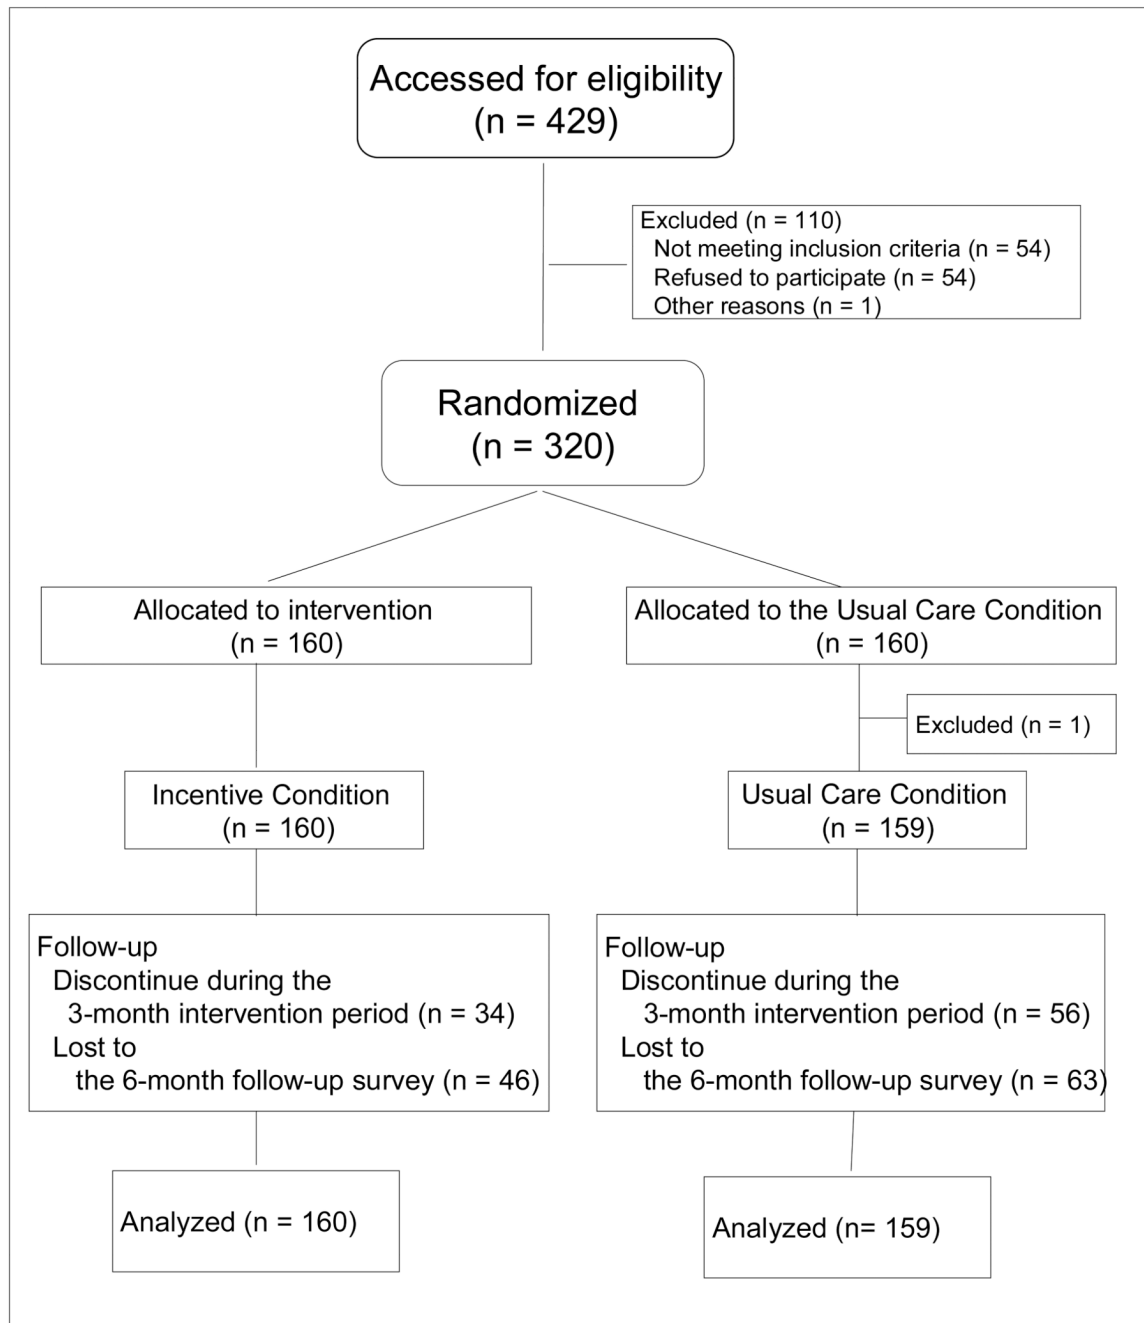 Accessed for eligibility
(n = 429)
Excluded (n = 110)
Not meeting inclusion criteria (n = 54)
Refused to participate (n = 54)
Other reasons (n = 1)
Randomized
(n = 320)
Allocated to intervention
(n = 160)
Allocated to the Usual Care Condition
(n = 160)
Excluded (n = 1)
Incentive Condition
(n = 160)
Usual Care Condition
(n = 159)
Follow-up
Discontinue during the
3-month intervention period (n = 34)
Lost to
the 6-month follow-up survey (n = 46)
Follow-up
Discontinue during the
3-month intervention period (n = 56)
Lost to
the 6-month follow-up survey (n = 63)
Analyzed (n = 160)
Analyzed (n= 159)